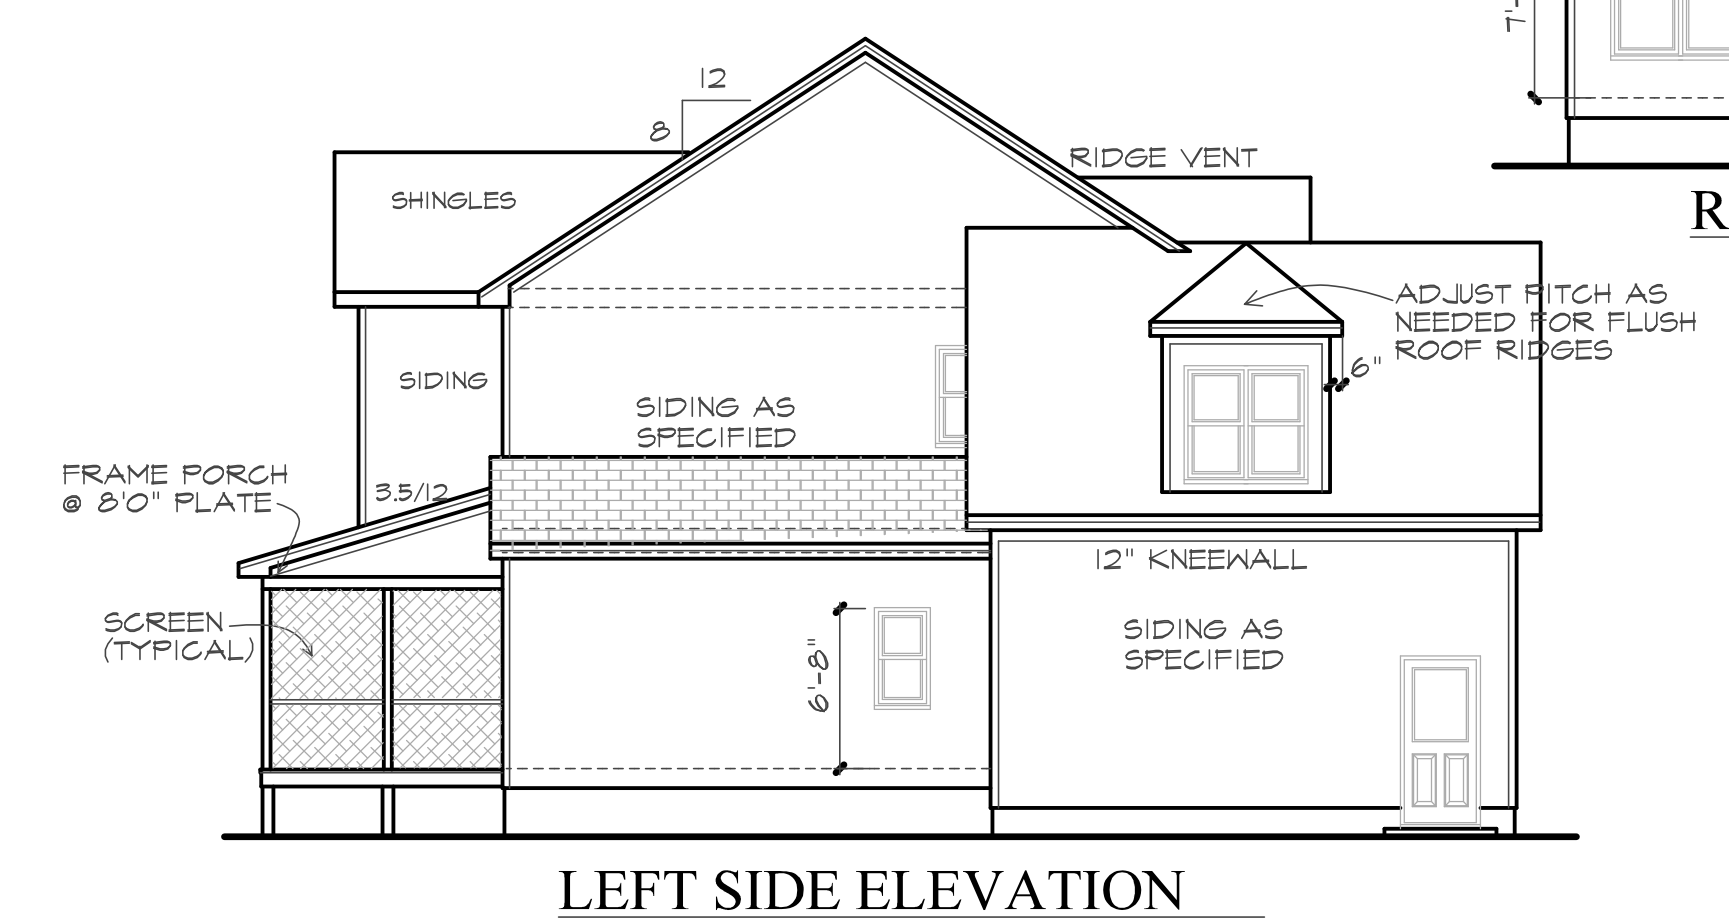 12
8
RIDGE VENT
SHINGLES
ADJUST PITCH AS
NEEDED FOR FLUSH
ROOF RIDGES
6"
SIDING
SIDING AS
SPECIFIED
FRAME PORCH
@ 8'0" PLATE
3.5/12
12" KNEEWALL
SCREEN
(TYPICAL)
SIDING AS
SPECIFIED
6'-8"
7'-
R
LEFT SIDE ELEVATION